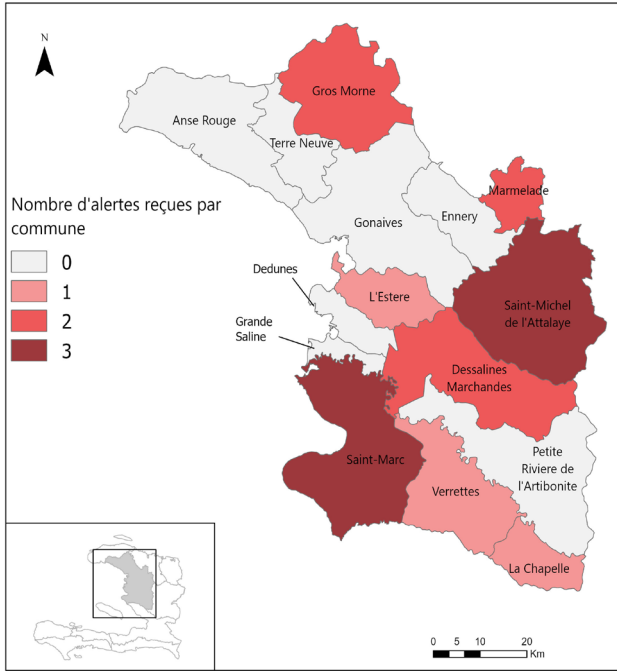 N
Gros Morne
Anse Rouge
Terre Neuve
Marmelade
Nombre d'alertes reçues par
commune
0
1
2
3
Gonaives
Ennery
Dedunes
L'Estere
Saint-Michel
de l'Attalaye
Grande
Saline
Dessalines
Marchandes
Saint-Marc
Petite
Riviere de
l'Artibonite
Verrettes
La Chapelle
0 5 10 20
Km